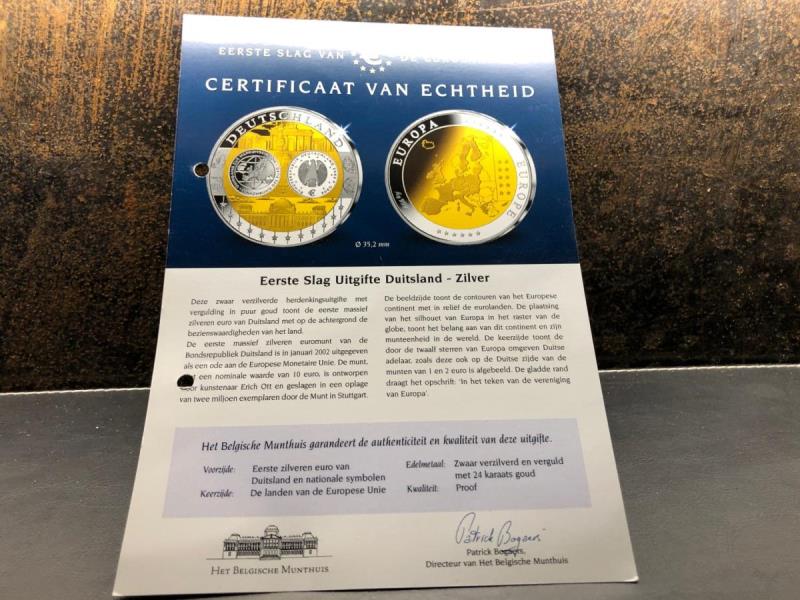 EERSTE SLAG VAN DE
CERTIFICAAT VAN ECHTHEID
DEUTSCHLAND
EUROPA
EUROPE
Ø 35,2 mm
Eerste Slag Uitgifte Duitsland - Zilver
Deze zwaar verzilverde herdenkingsuitgifte met
vergulding in puur goud toont de eerste massief
zilveren euro van Duitsland met op de achtergrond de
bezienswaardigheden van het land.
De eerste massief zilveren euromunt van de
Bondsrepubliek Duitsland is in januari 2002 uitgegeven
als een ode aan de Europese Monetaire Unie. De munt,
een nominale waarde van 10 euro, is ontworpen
door kunstenaar Erich Ott en geslagen in een oplage
van twee miljoen exemplaren door de Munt in Stuttgart.
De beeldzijde toont de contouren van het Europese
continent met in reliëf de eurolanden. De plaatsing
van het silhouet van Europa in het raster van de
globe, toont het belang aan van dit continent en zijn
munteenheid in de wereld. De keerzijde toont de
door de twaalf sterren van Europa omgeven Duitse
adelaar, zoals deze ook op de Duitse zijde van de
munten van 1 en 2 euro is afgebeeld. De gladde rand
draagt het opschrift: 'In het teken van de vereniging
van Europa'.
Het Belgische Munthuis garandeert de authenticiteit en kwaliteit van deze uitgifte.
Voorzijde: Eerste zilveren euro van
Duitsland en nationale symbolen
Keerzijde: De landen van de Europese Unie
Edelmetaal: Zwaar verzilverd en verguld
met 24 karaats goud
Kwaliteit: Proof
HET BELGISCHE MUNTHUIS
Patrick Bogaerts
Patrick Bogaerts,
Directeur van Het Belgische Munthuis